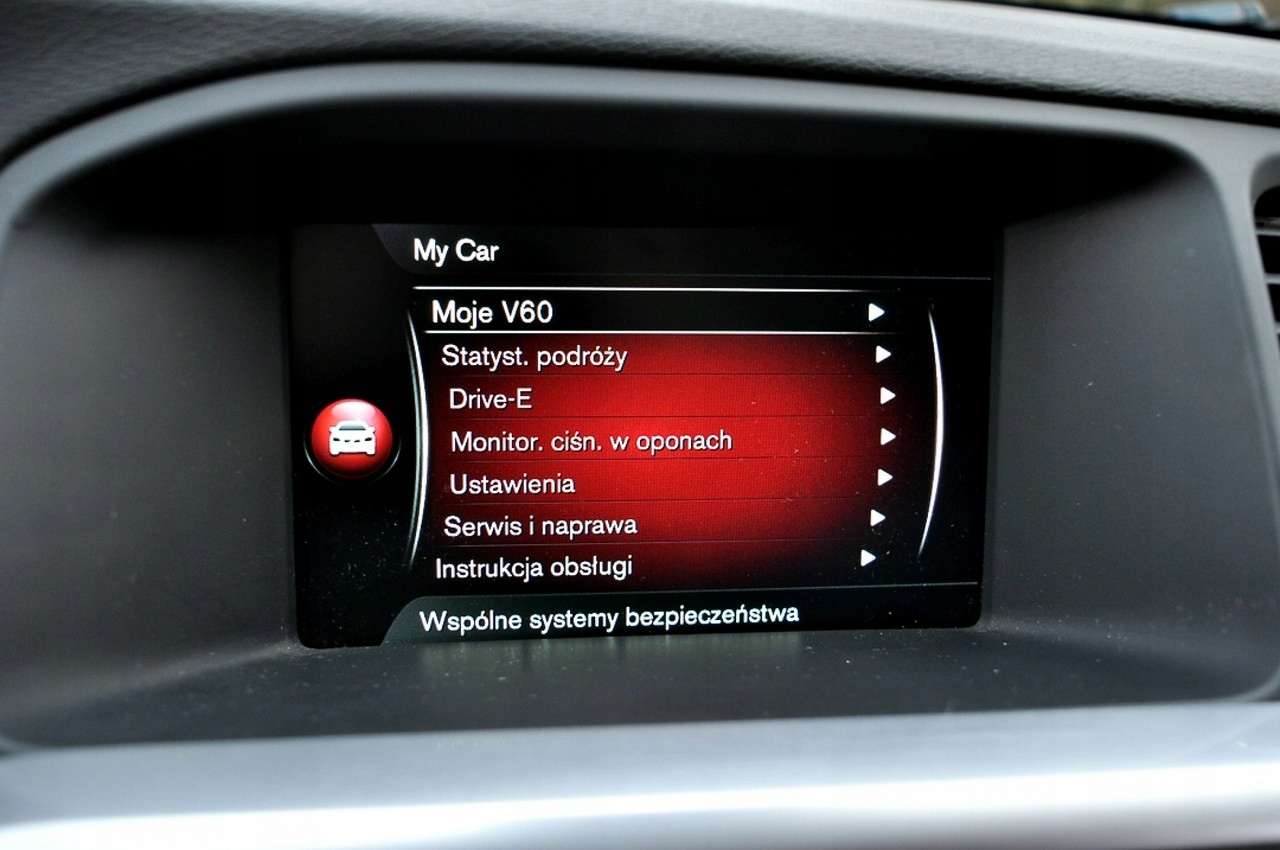 My Car
Moje V60
Statyst. podróży
Drive-E
Monitor. ciśn. w oponach
Ustawienia
Serwis i naprawa
Instrukcja obsługi
Wspólne systemy bezpieczeństwa